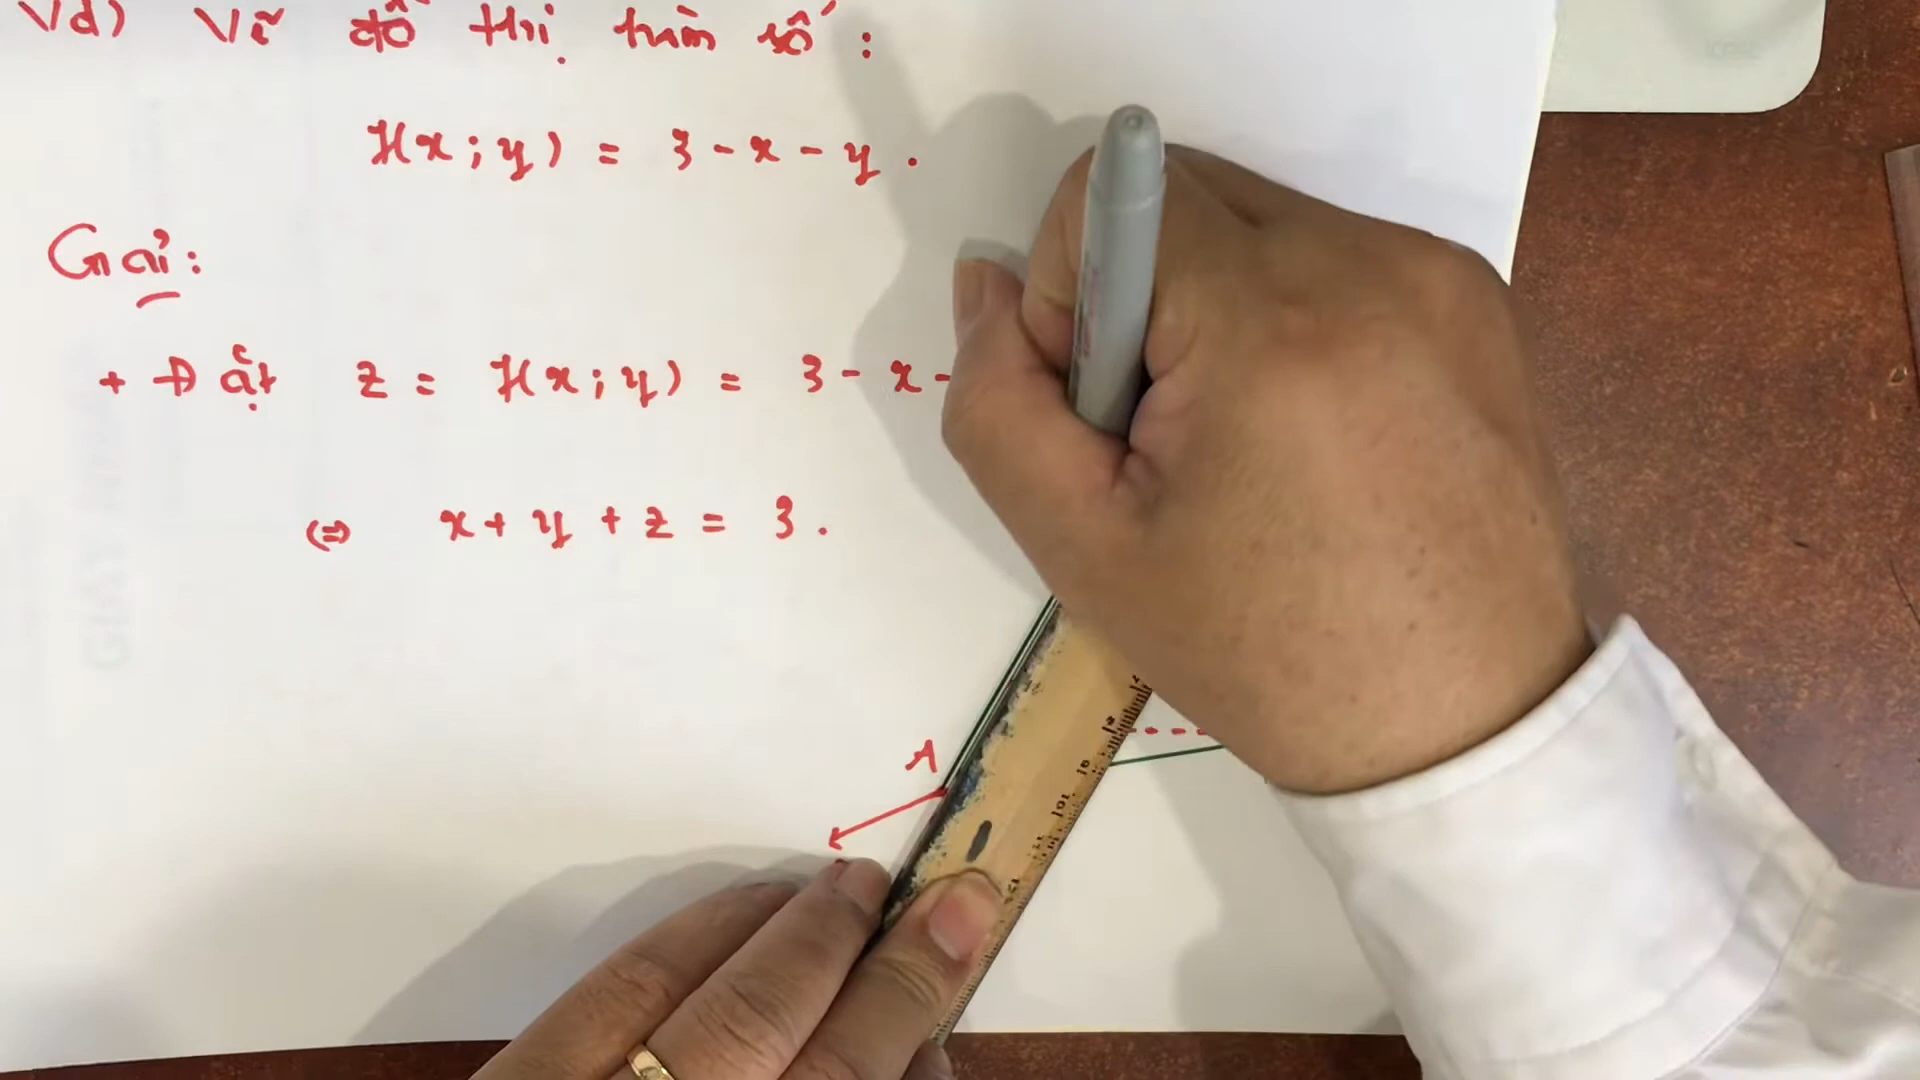 Vd) Vẽ đồ thị hàm số :
f(x;y) = 3 - x - y .
Giải:
+ Đặt z = f(x;y) = 3 - x -
⇔ x + y + z = 3 .
A